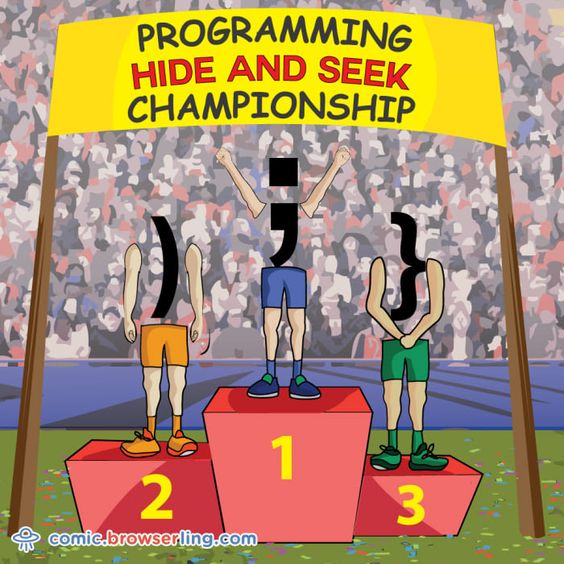 PROGRAMMING
HIDE AND SEEK
CHAMPIONSHIP
) ; }
2 1 3
comic.browserling.com